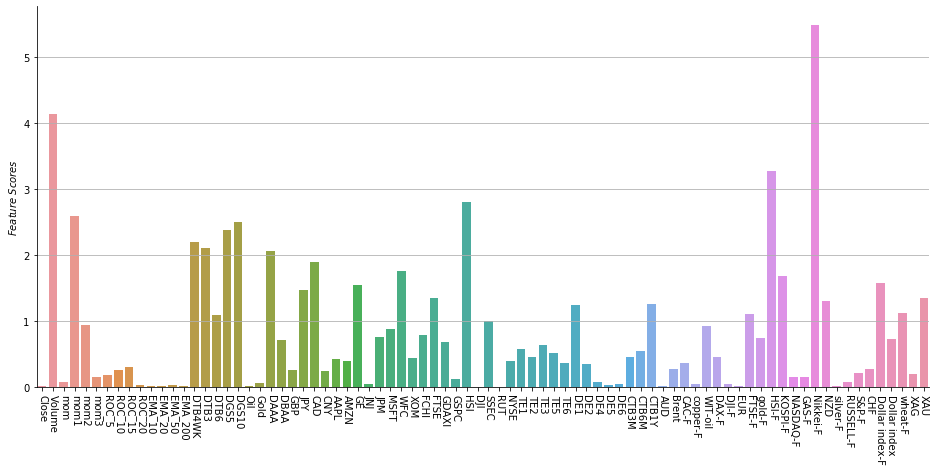 Feature Scores
5
4
3
2
1
0
Close
Volume
mom
mom1
mom2
mom3
ROC_5
ROC_10
ROC_15
ROC_20
EMA_10
EMA_20
EMA_50
EMA_200
DTB4WK
DTB3
DTB6
DGS5
DGS10
Oil
Gold
DAAA
DBAA
GBP
JPY
CAD
CNY
AAPL
AMZN
GE
JNJ
JPM
MSFT
WFC
XOM
FCHI
FTSE
GDAXI
GSPC
HSI
DJI
SSEC
RUT
NYSE
TE1
TE2
TE3
TE5
TE6
DE1
DE2
DE4
DE5
DE6
CTB3M
CTB6M
CTB1Y
AUD
Brent
CAC-F
copper-F
WIT-oil
DAX-F
DJI-F
EUR
FTSE-F
gold-F
HSI-F
KOSPI-F
NASDAQ-F
GAS-F
Nikkei-F
NZD
silver-F
RUSSELL-F
S&P-F
CHF
Dollar index-F
Dollar index
wheat-F
XAG
XAU